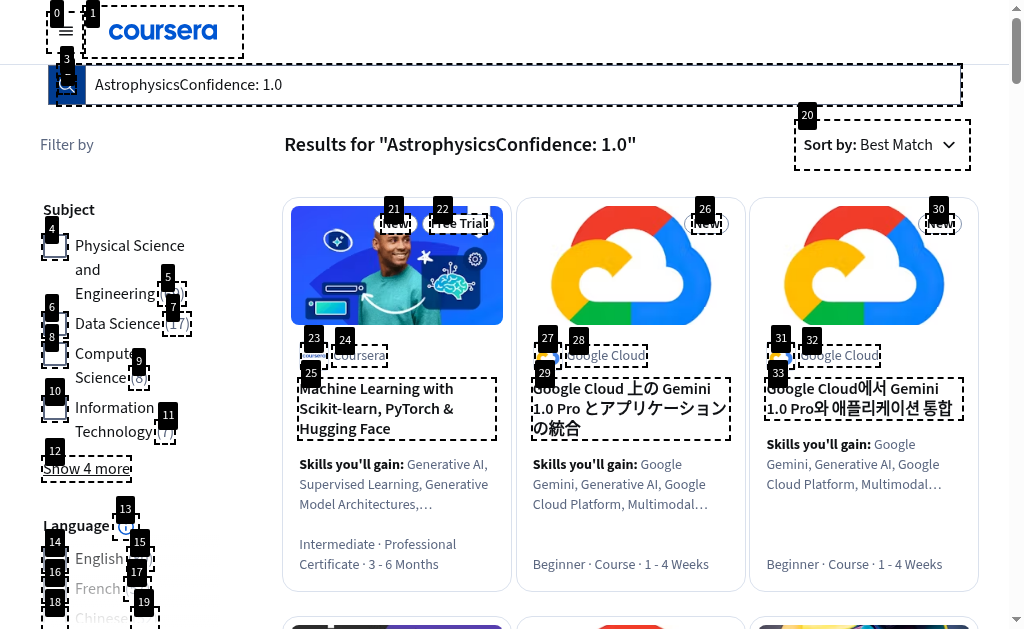 0
1
coursera
3
AstrophysicsConfidence: 1.0
20
Filter by
Results for "AstrophysicsConfidence: 1.0"
Sort by: Best Match
Subject
4
Physical Science
and
Engineering
5
6
Data Science (17)
7
8
Science
9
(8)
10
Information
Technology (7)
11
12
Show 4 more
13
Language
14
English
15
16
French
17
18
Chinese
19
21
New
22
Free Trial
23
24
Coursera
25
Machine Learning with
Scikit-learn, PyTorch &
Hugging Face
Skills you'll gain: Generative AI,
Supervised Learning, Generative
Model Architectures,…
Intermediate · Professional
Certificate · 3 - 6 Months
26
New
27
28
Google Cloud
29
Google Cloud 上の Gemini
1.0 Pro とアプリケーション
の統合
Skills you'll gain: Google
Gemini, Generative AI, Google
Cloud Platform, Multimodal…
Beginner · Course · 1 - 4 Weeks
30
New
31
32
Google Cloud
33
Google Cloud에서 Gemini
1.0 Pro와 애플리케이션 통합
Skills you'll gain: Google
Gemini, Generative AI, Google
Cloud Platform, Multimodal…
Beginner · Course · 1 - 4 Weeks